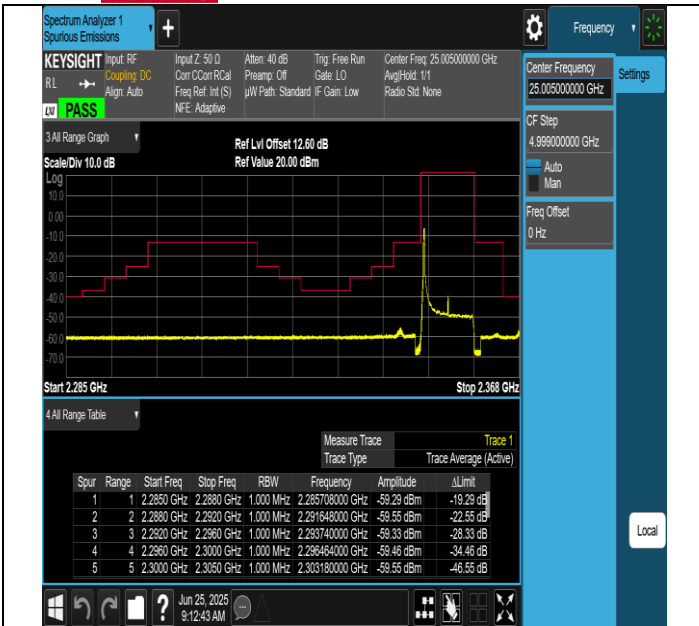 Spectrum Analyzer 1
Spurious Emissions
Frequency
KEYSIGHT
RL
LXI
PASS
Input: RF
Coupling: DC
Align: Auto
Input Z: 50 Ω
Corr CCorr RCal
Freq Ref: Int (S)
NFE: Adaptive
Atten: 40 dB
Preamp: Off
µW Path: Standard
Trig: Free Run
Gate: LO
IF Gain: Low
Center Freq: 25.005000000 GHz
Avg|Hold: 1/1
Radio Std: None
Center Frequency
25.005000000 GHz
Settings
CF Step
4.999000000 GHz
Auto
Man
Freq Offset
0 Hz
3 All Range Graph
Ref Lvl Offset 12.60 dB
Scale/Div 10.0 dB
Ref Value 20.00 dBm
Log
10.0
0.00
-10.0
-20.0
-30.0
-40.0
-50.0
-60.0
-70.0
Start 2.285 GHz
Stop 2.368 GHz
4 All Range Table
Measure Trace Trace 1
Trace Type Trace Average (Active)
Spur Range Start Freq Stop Freq RBW Frequency Amplitude ΔLimit
1 1 2.2850 GHz 2.2880 GHz 1.000 MHz 2.285708000 GHz -59.29 dBm -19.29 dB
2 2 2.2880 GHz 2.2920 GHz 1.000 MHz 2.291648000 GHz -59.55 dBm -22.55 dB
3 3 2.2920 GHz 2.2960 GHz 1.000 MHz 2.293740000 GHz -59.33 dBm -28.33 dB
4 4 2.2960 GHz 2.3000 GHz 1.000 MHz 2.296464000 GHz -59.46 dBm -34.46 dB
5 5 2.3000 GHz 2.3050 GHz 1.000 MHz 2.303180000 GHz -59.55 dBm -46.55 dB
Local
Jun 25, 2025
9:12:43 AM